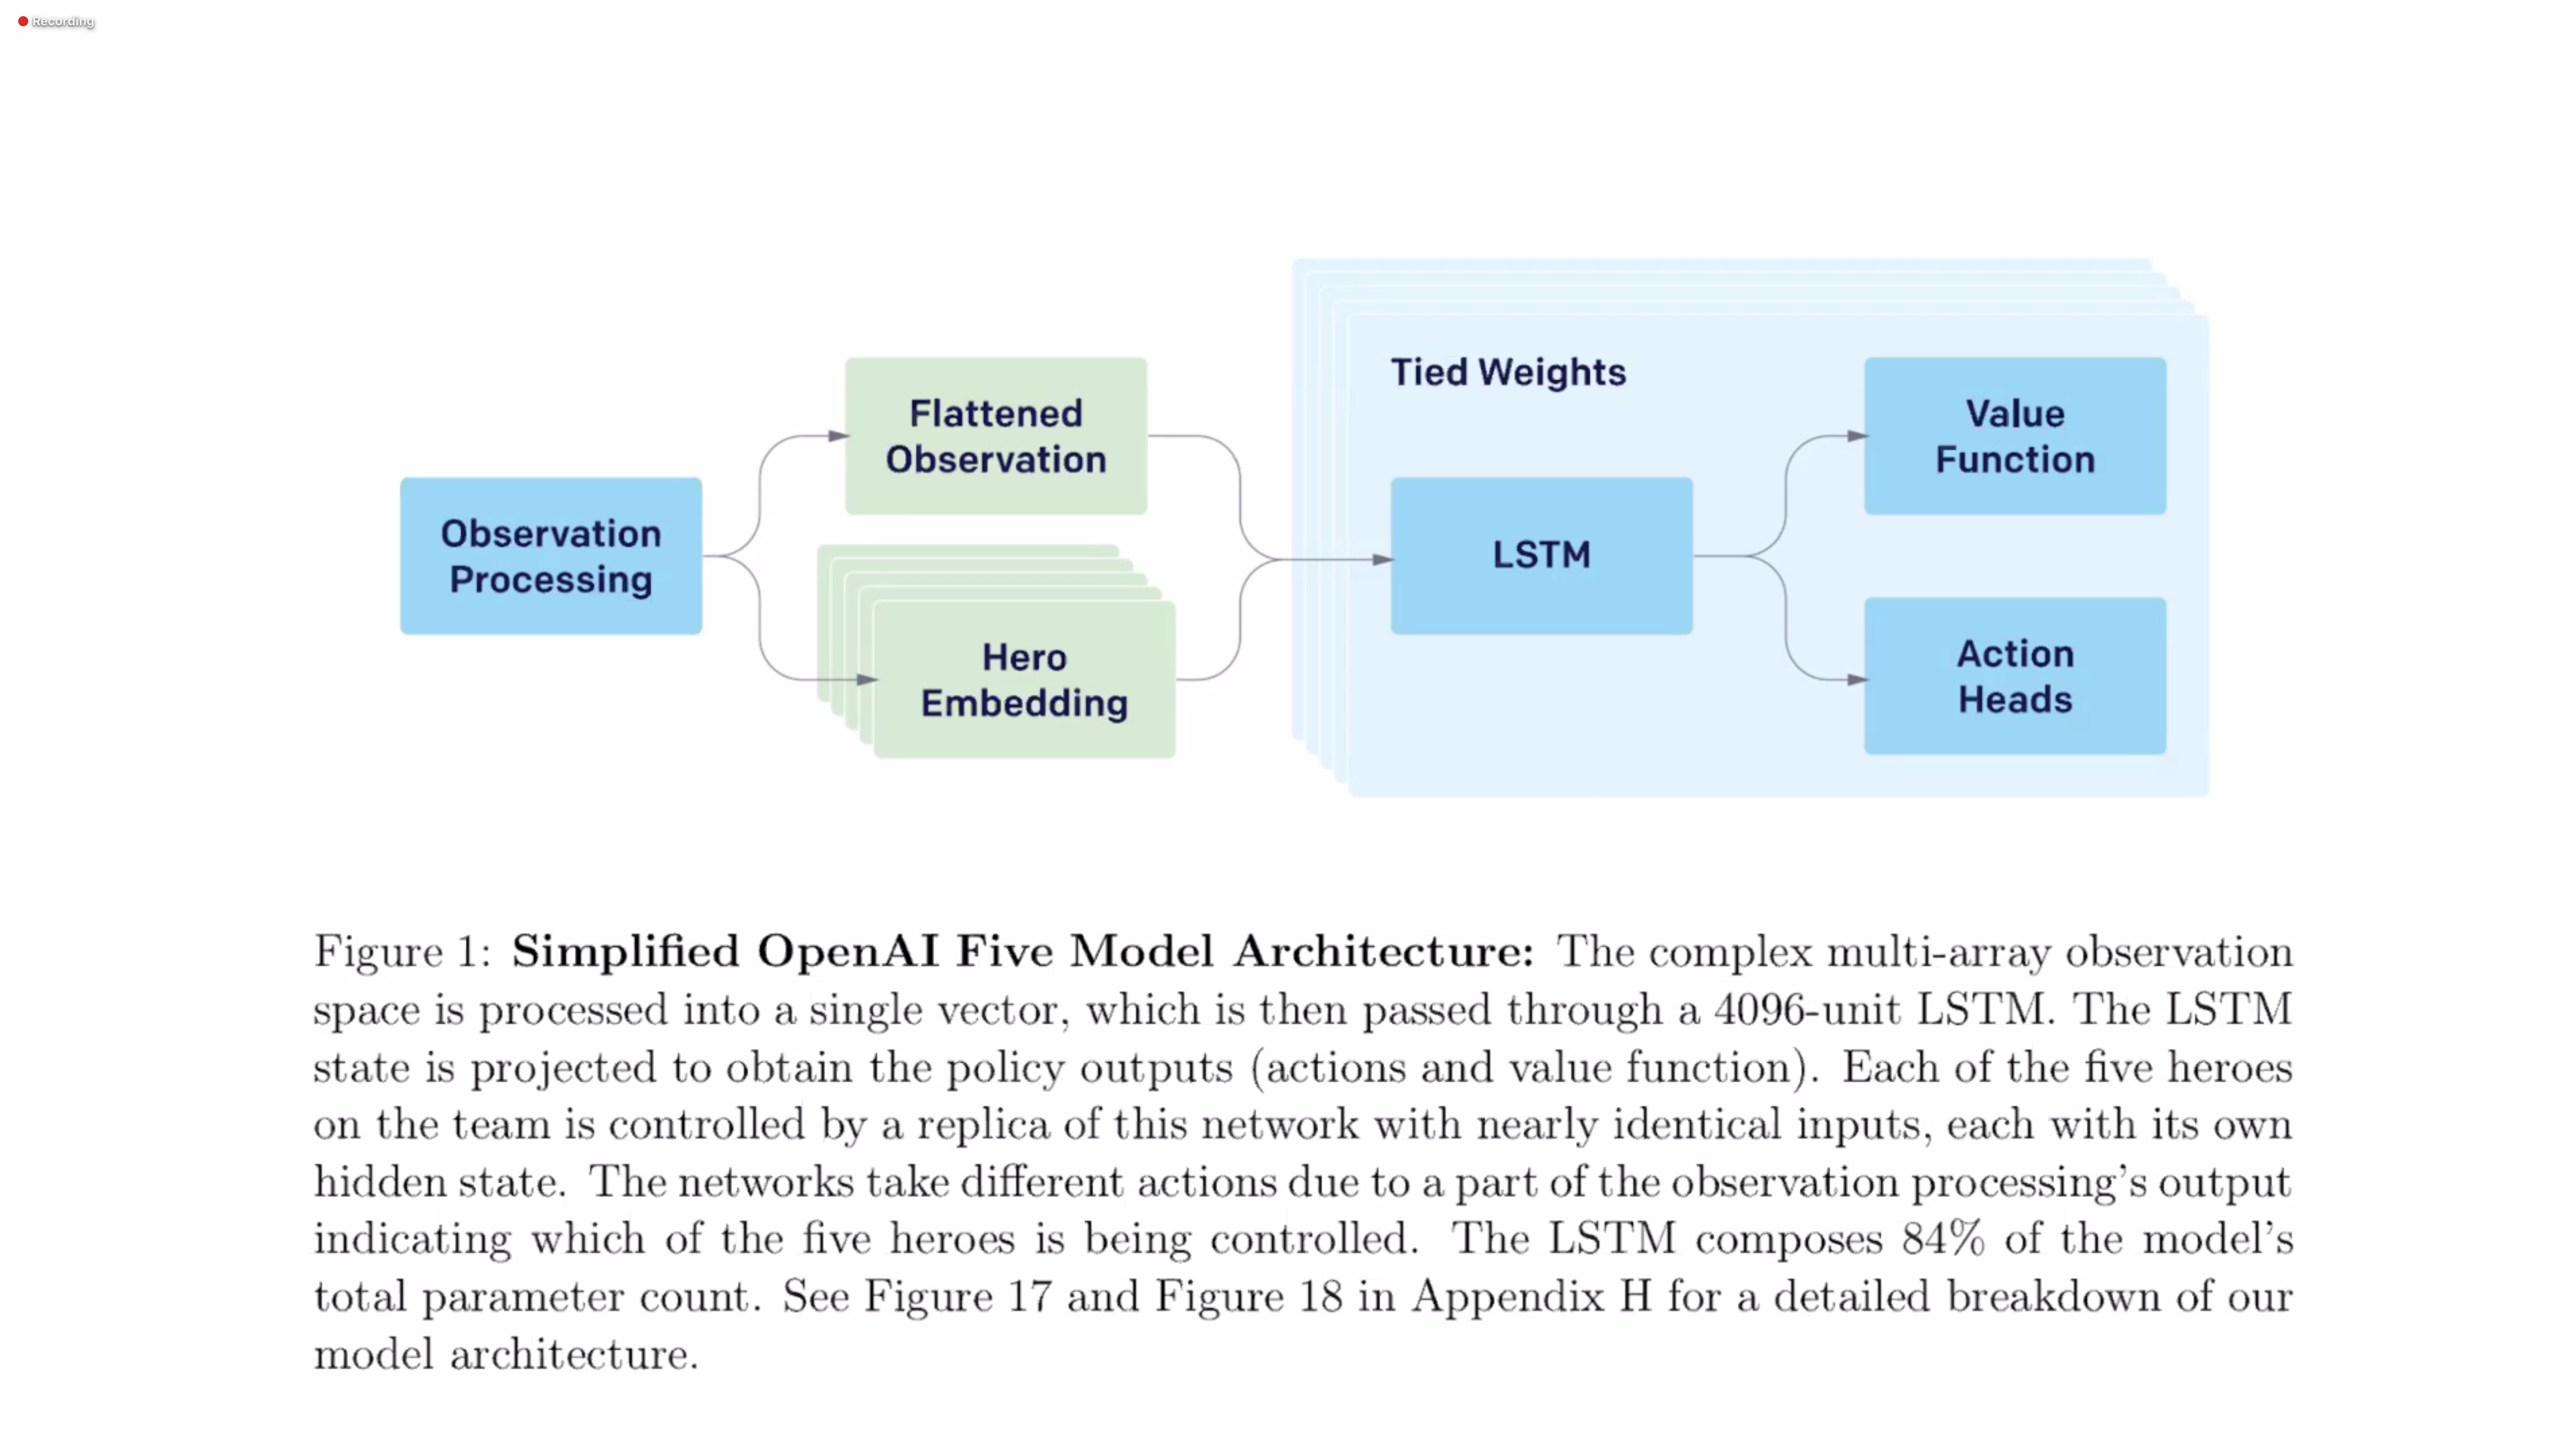 Recording
Tied Weights
Flattened
Observation
Value
Function
Observation
Processing
LSTM
Hero
Embedding
Action
Heads
Figure 1: Simplified OpenAI Five Model Architecture: The complex multi-array observation
space is processed into a single vector, which is then passed through a 4096-unit LSTM. The LSTM
state is projected to obtain the policy outputs (actions and value function). Each of the five heroes
on the team is controlled by a replica of this network with nearly identical inputs, each with its own
hidden state. The networks take different actions due to a part of the observation processing's output
indicating which of the five heroes is being controlled. The LSTM composes 84% of the model's
total parameter count. See Figure 17 and Figure 18 in Appendix H for a detailed breakdown of our
model architecture.